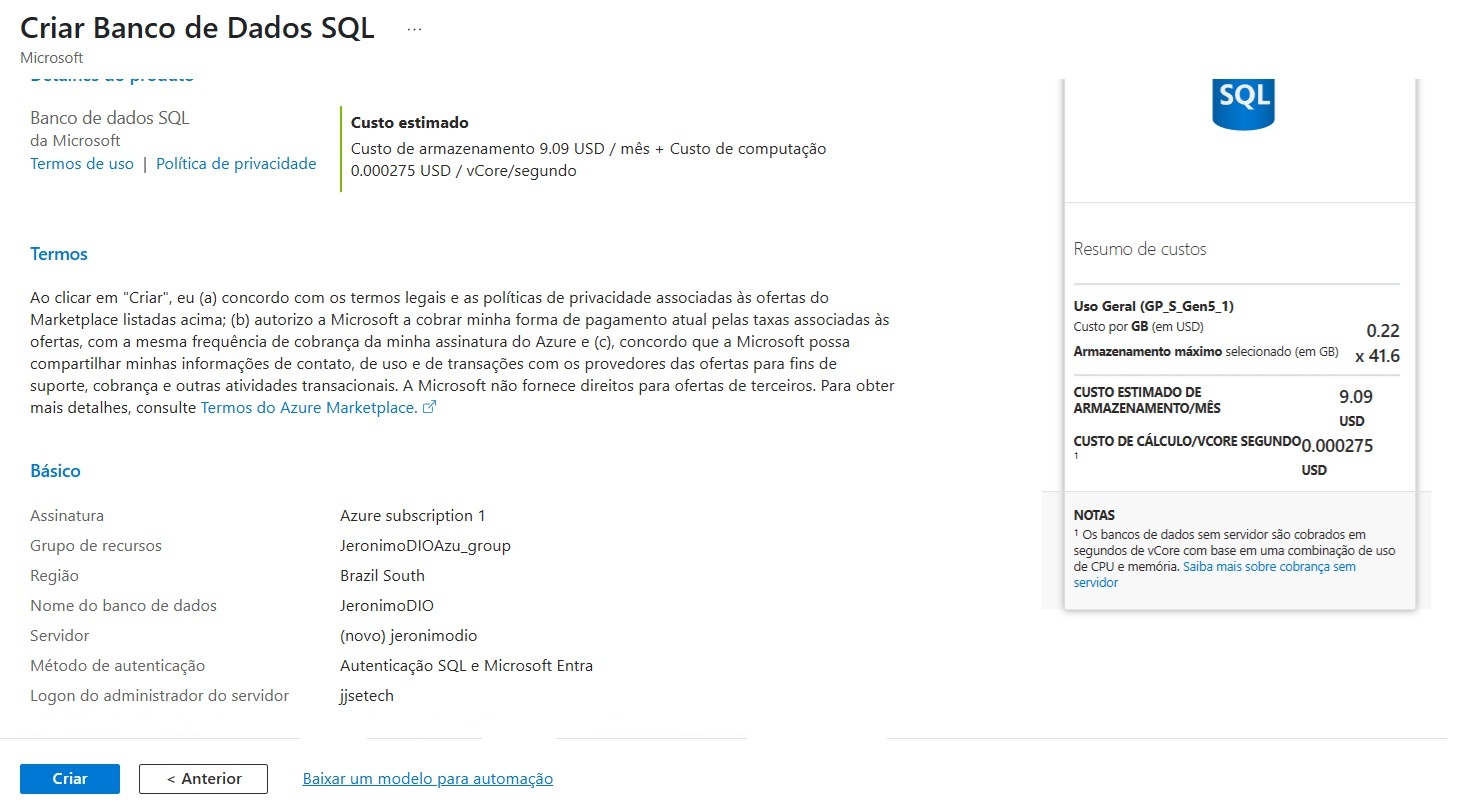 Criar Banco de Dados SQL ...
Microsoft
Detalhes do produto
Banco de dados SQL
da Microsoft
Termos de uso | Política de privacidade
Custo estimado
Custo de armazenamento 9.09 USD / mês + Custo de computação
0.000275 USD / vCore/segundo
Termos
Ao clicar em "Criar", eu (a) concordo com os termos legais e as políticas de privacidade associadas às ofertas do
Marketplace listadas acima; (b) autorizo a Microsoft a cobrar minha forma de pagamento atual pelas taxas associadas às
ofertas, com a mesma frequência de cobrança da minha assinatura do Azure e (c), concordo que a Microsoft possa
compartilhar minhas informações de contato, de uso e de transações com os provedores das ofertas para fins de
suporte, cobrança e outras atividades transacionais. A Microsoft não fornece direitos para ofertas de terceiros. Para obter
mais detalhes, consulte Termos do Azure Marketplace.
Básico
Assinatura Azure subscription 1
Grupo de recursos JeronimoDIOAzu_group
Região Brazil South
Nome do banco de dados JeronimoDIO
Servidor (novo) jeronimodio
Método de autenticação Autenticação SQL e Microsoft Entra
Logon do administrador do servidor jjsetech
SQL
Resumo de custos
Uso Geral (GP_S_Gen5_1)
Custo por GB (em USD) 0.22
Armazenamento máximo selecionado (em GB) x 41.6
CUSTO ESTIMADO DE
ARMAZENAMENTO/MÊS 9.09
USD
CUSTO DE CÁLCULO/VCORE SEGUNDO 0.000275
1
USD
NOTAS
1 Os bancos de dados sem servidor são cobrados em
segundos de vCore com base em uma combinação de uso
de CPU e memória. Saiba mais sobre cobrança sem
servidor
Criar
< Anterior
Baixar um modelo para automação